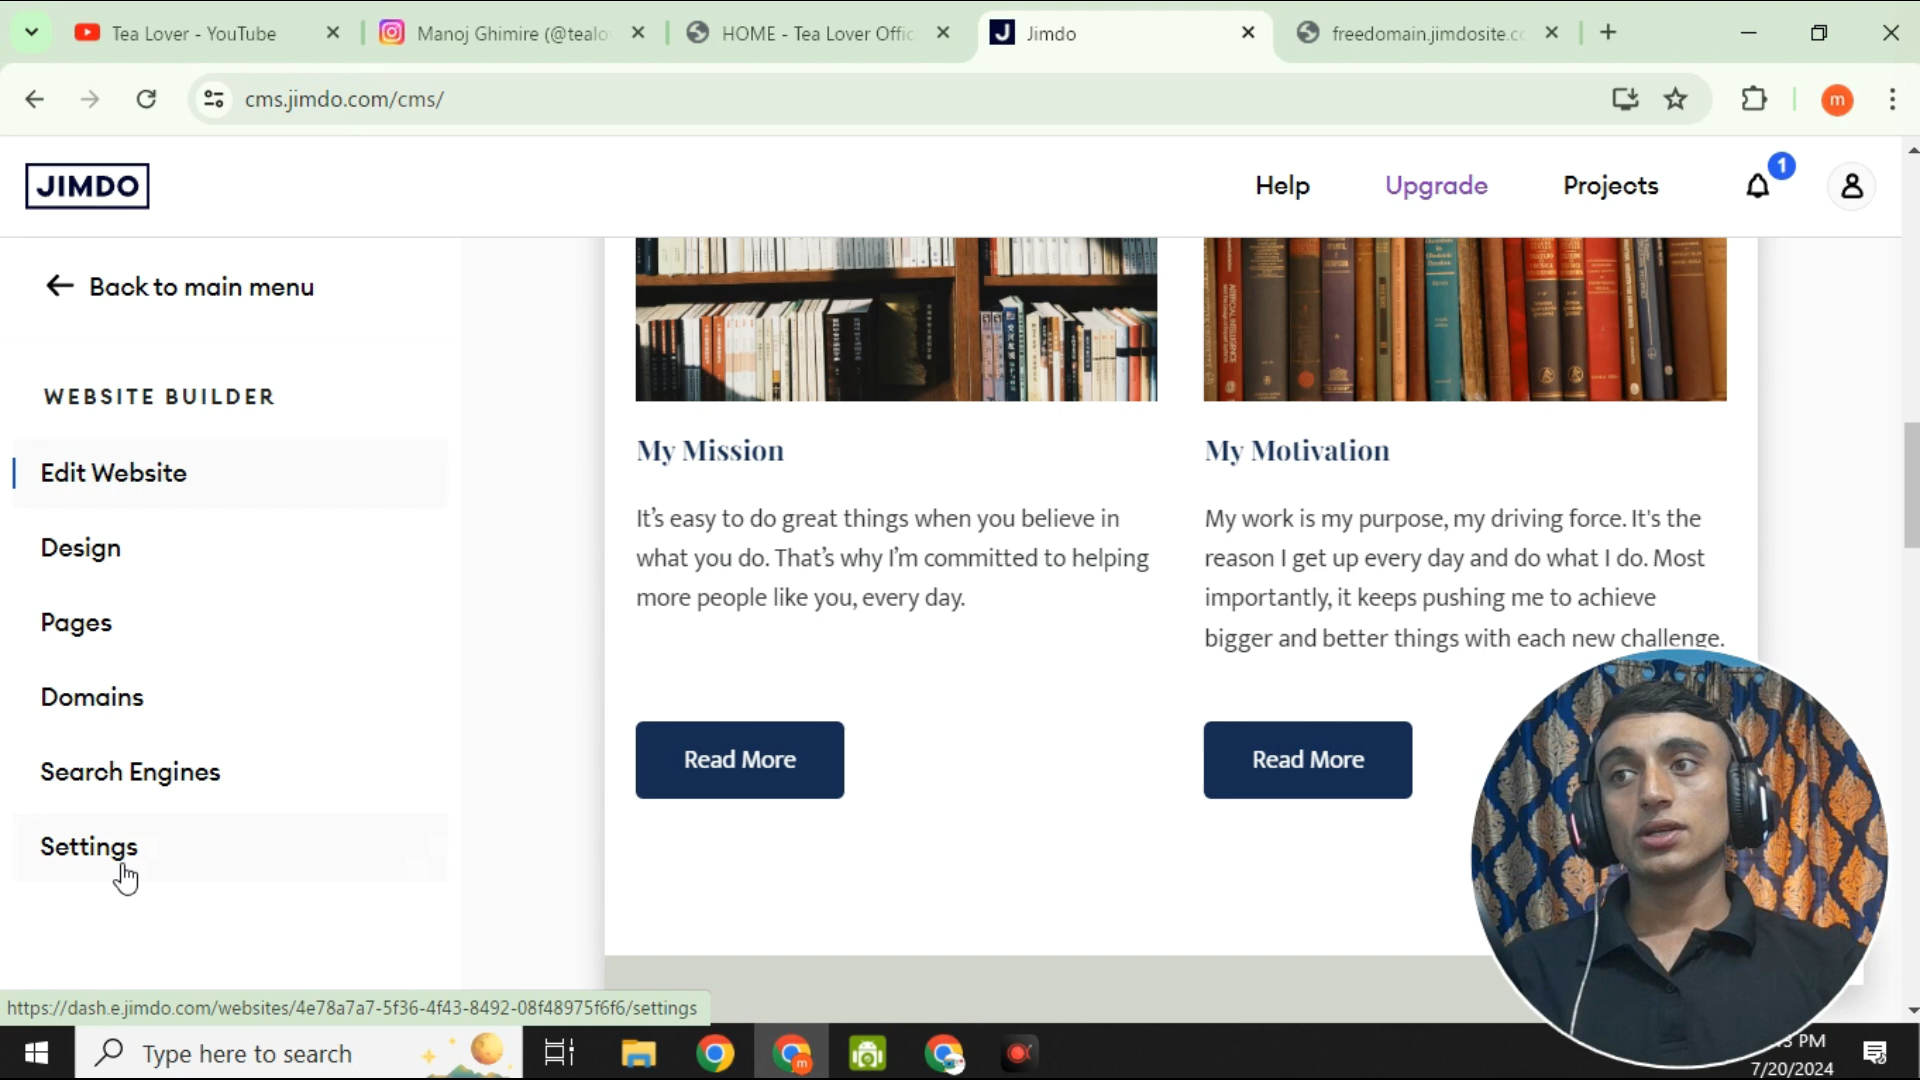 Tea Lover - YouTube
Manoj Ghimire (@tealo
HOME - Tea Lover Offic
Jimdo
freedomain.jimdosite.co
cms.jimdo.com/cms/
m
JIMDO
Help
Upgrade
Projects
1
Back to main menu
WEBSITE BUILDER
Edit Website
Design
Pages
Domains
Search Engines
Settings
My Mission
It's easy to do great things when you believe in
what you do. That's why I'm committed to helping
more people like you, every day.
Read More
My Motivation
My work is my purpose, my driving force. It's the
reason I get up every day and do what I do. Most
importantly, it keeps pushing me to achieve
bigger and better things with each new challenge.
Read More
https://dash.e.jimdo.com/websites/4e78a7a7-5f36-4f43-8492-08f48975f6f6/settings
Type here to search
PM
7/20/2024